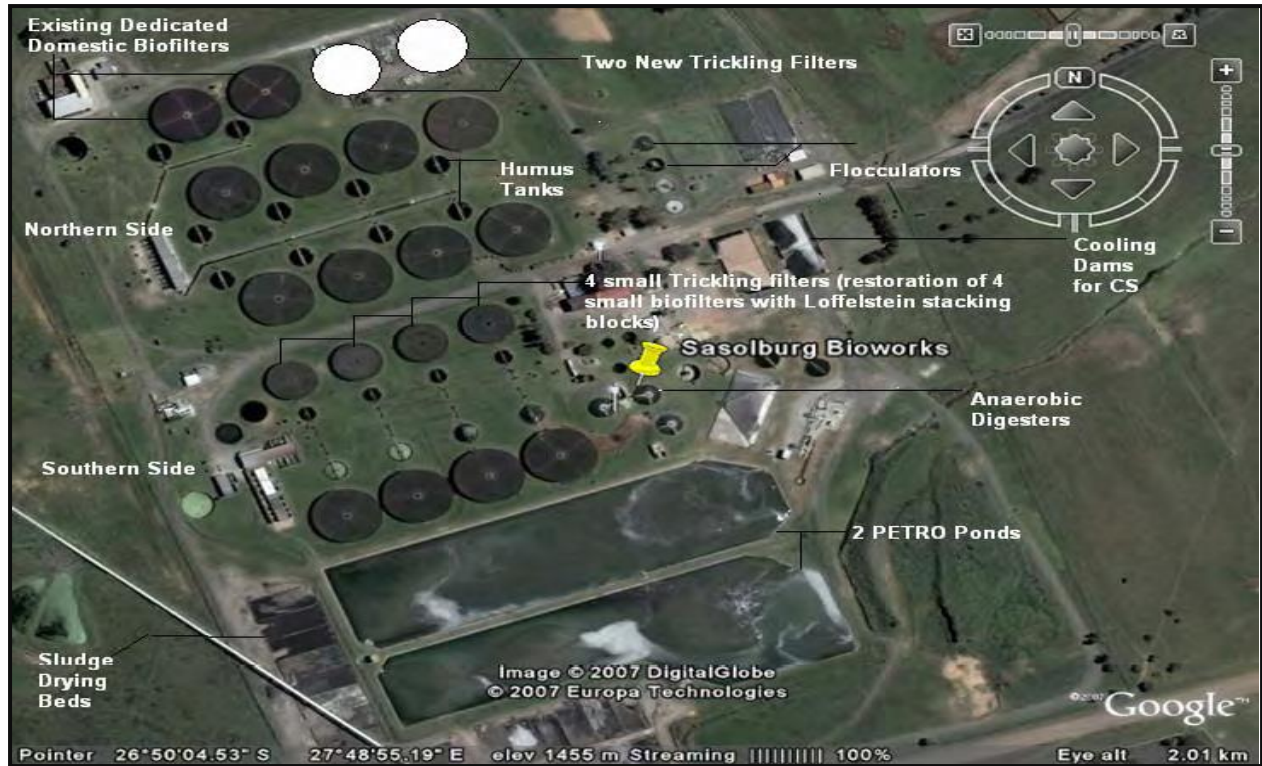 Existing Dedicated
Domestic Biofilters
Two New Trickling Filters
N
+
Humus
Tanks
Flocculators
Northern Side
−
Cooling
Dams
for CS
4 small Trickling filters (restoration of 4
small biofilters with Loffelstein stacking
blocks)
Sasolburg Bioworks
Anaerobic
Digesters
Southern Side
2 PETRO Ponds
Sludge
Drying
Beds
Image © 2007 DigitalGlobe
© 2007 Europa Technologies
©2007 Google™
Pointer 26°50'04.53" S 27°48'55.19" E elev 1455 m Streaming |||||||||| 100% Eye alt 2.01 km